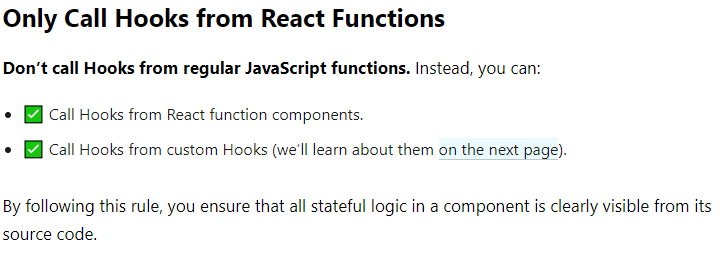 Only Call Hooks from React Functions
Don’t call Hooks from regular JavaScript functions. Instead, you can:
• ✅ Call Hooks from React function components.
• ✅ Call Hooks from custom Hooks (we’ll learn about them on the next page).
By following this rule, you ensure that all stateful logic in a component is clearly visible from its
source code.